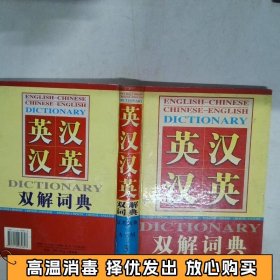 ENGLISH-CHINESE
CHINESE-ENGLISH
DICTIONARY
英汉
汉英
DICTIONARY
双解词典
英汉汉英
双解
词典
ENGLISH-CHINESE
CHINESE-ENGLISH
DICTIONARY
英汉
汉英
DICTIONARY
双解词典
高温消毒 择优发出 放心购买